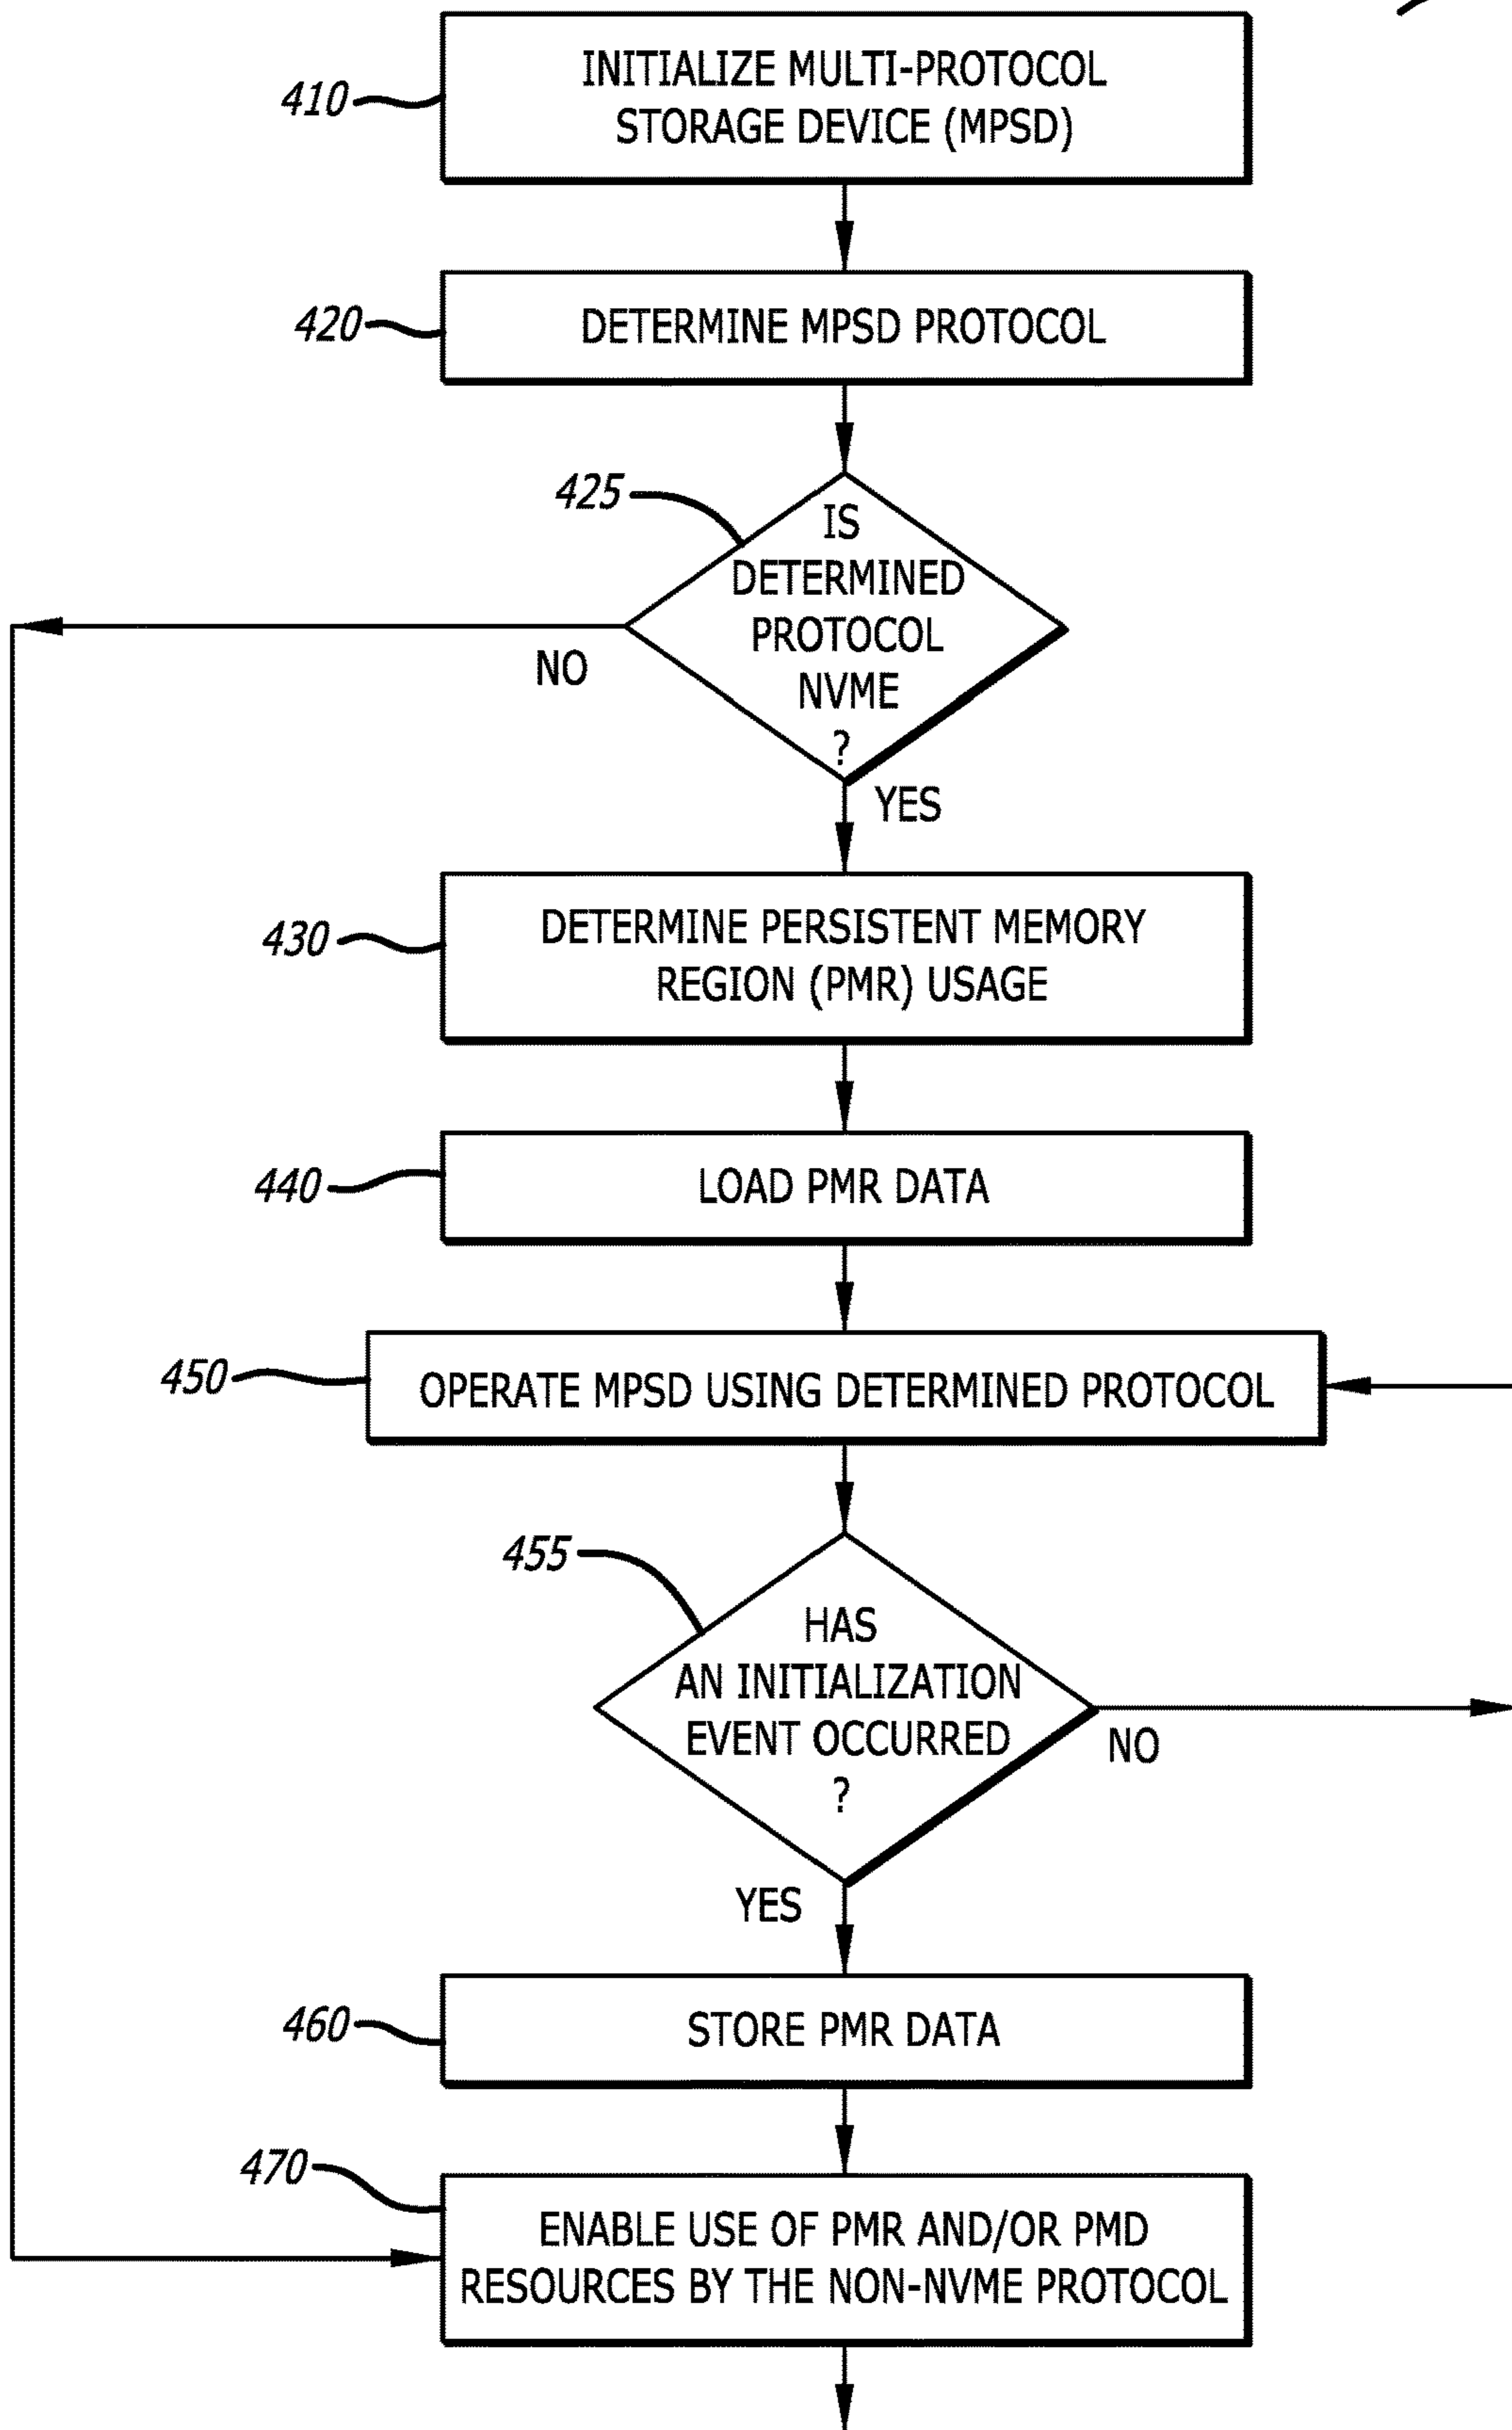 410
INITIALIZE MULTI-PROTOCOL
STORAGE DEVICE (MPSD)
420
DETERMINE MPSD PROTOCOL
425
IS
DETERMINED
PROTOCOL
NVME
?
NO
YES
430
DETERMINE PERSISTENT MEMORY
REGION (PMR) USAGE
440
LOAD PMR DATA
450
OPERATE MPSD USING DETERMINED PROTOCOL
455
HAS
AN INITIALIZATION
EVENT OCCURRED
?
NO
YES
460
STORE PMR DATA
470
ENABLE USE OF PMR AND/OR PMD
RESOURCES BY THE NON-NVME PROTOCOL